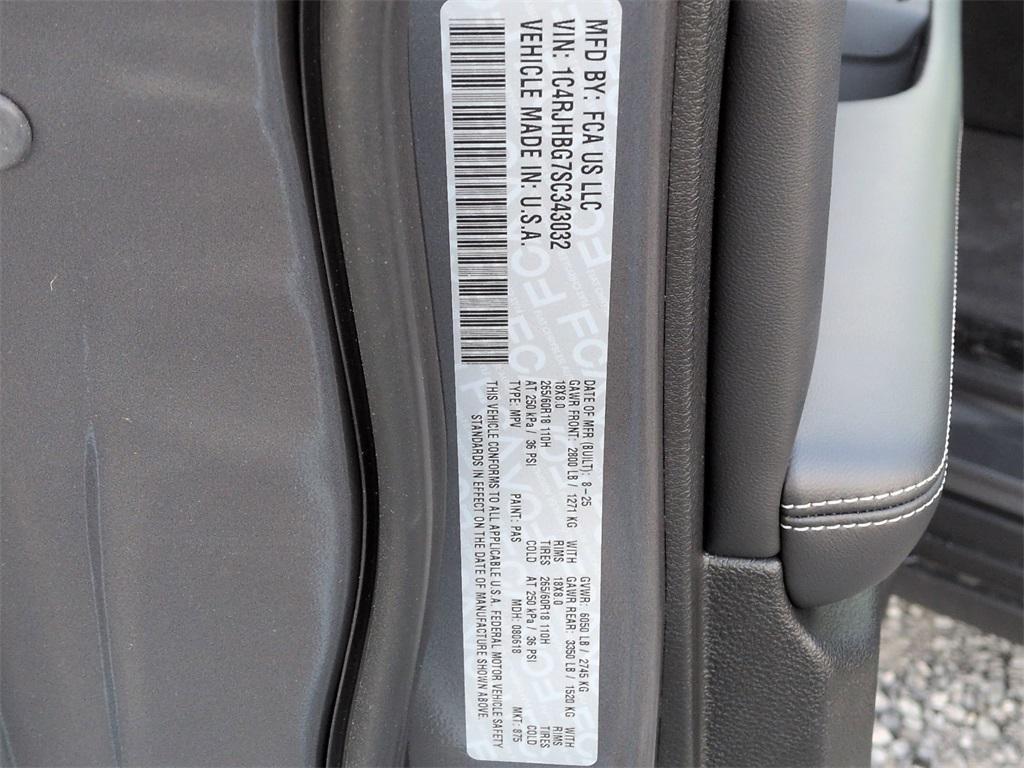 MFD BY: FCA US LLC
VIN: 1C4RJHBG7SC343032
VEHICLE MADE IN: U.S.A.
DATE OF MFR (BUILT): 8-25 GVWR: 6050 LB / 2745 KG
GAWR FRONT: 2800 LB / 1271 KG WITH GAWR REAR: 3350 LB / 1520 KG WITH
18X8.0 RIMS 18X8.0 RIMS
265/60R18 110H TIRES 265/60R18 110H TIRES
AT 250 kPa / 36 PSI COLD AT 250 kPa / 36 PSI COLD
TYPE: MPV PAINT: PAS MDH: 080618 MKT: 875
THIS VEHICLE CONFORMS TO ALL APPLICABLE U.S.A. FEDERAL MOTOR VEHICLE SAFETY
STANDARDS IN EFFECT ON THE DATE OF MANUFACTURE SHOWN ABOVE.